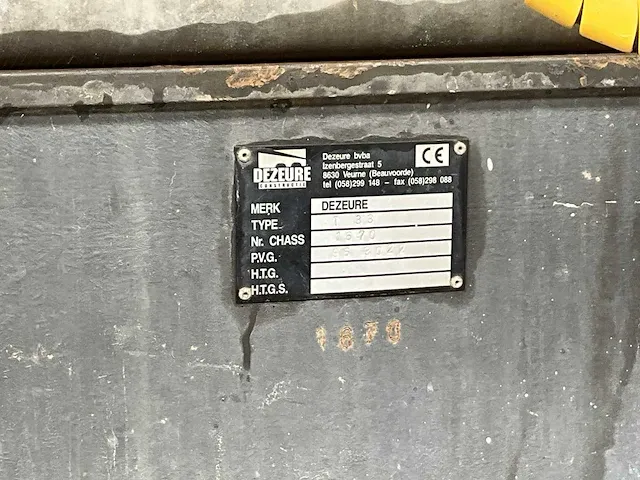 DEZEURE
CONSTRUCTIE
Dezeure bvba
Izenbergestraat 5
8630 Veurne (Beauvoorde)
tel (058)299 148 – fax (058)298 088
CE
MERK DEZEURE
TYPE
Nr. CHASS
P.V.G.
H.T.G.
H.T.G.S.
1670